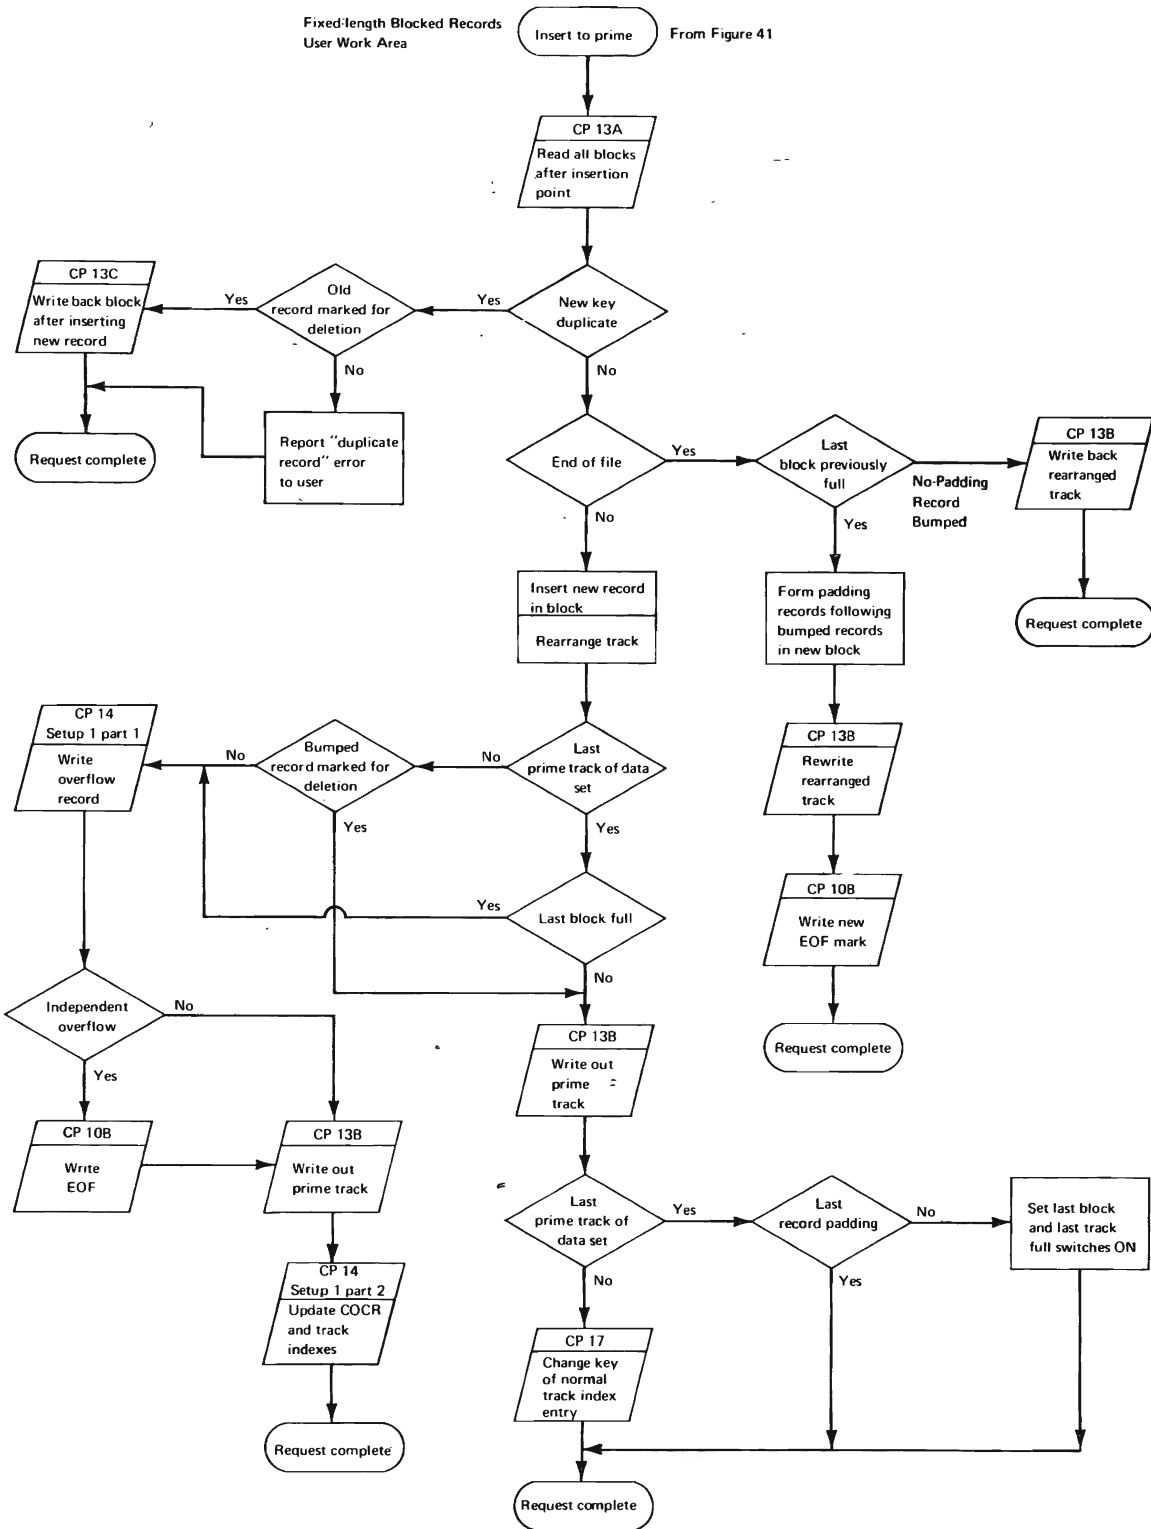 Fixed-length Blocked Records
User Work Area
Insert to prime
From Figure 41
CP 13A
Read all blocks
after insertion
point
CP 13C
Write back block
after inserting
new record
Yes
Old
record marked for
deletion
Yes
New key
duplicate
No
No
Request complete
Report "duplicate
record" error
to user
End of file
Yes
Last
block previously
full
No-Padding
Record
Bumped
CP 13B
Write back
rearranged
track
No
Yes
Insert new record
in block
Rearrange track
Form padding
records following
bumped records
in new block
Request complete
CP 14
Setup 1 part 1
Write
overflow
record
No
Bumped
record marked for
deletion
No
Last
prime track of data
set
CP 13B
Rewrite
rearranged
track
Yes
Yes
Yes
Last block full
CP 10B
Write new
EOF mark
No
Independent
overflow
No
CP 13B
Write out
prime
track
Request complete
Yes
CP 10B
Write
EOF
CP 13B
Write out
prime track
Last
prime track of
data set
Yes
Last
record padding
No
Set last block
and last track
full switches ON
No
Yes
CP 14
Setup 1 part 2
Update COCR
and track
indexes
CP 17
Change key
of normal
track index
entry
Request complete
Request complete